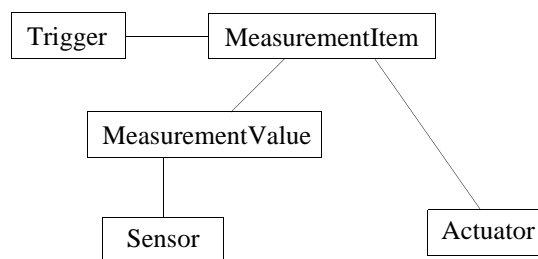 Trigger
MeasurementItem
MeasurementValue
Sensor
Actuator